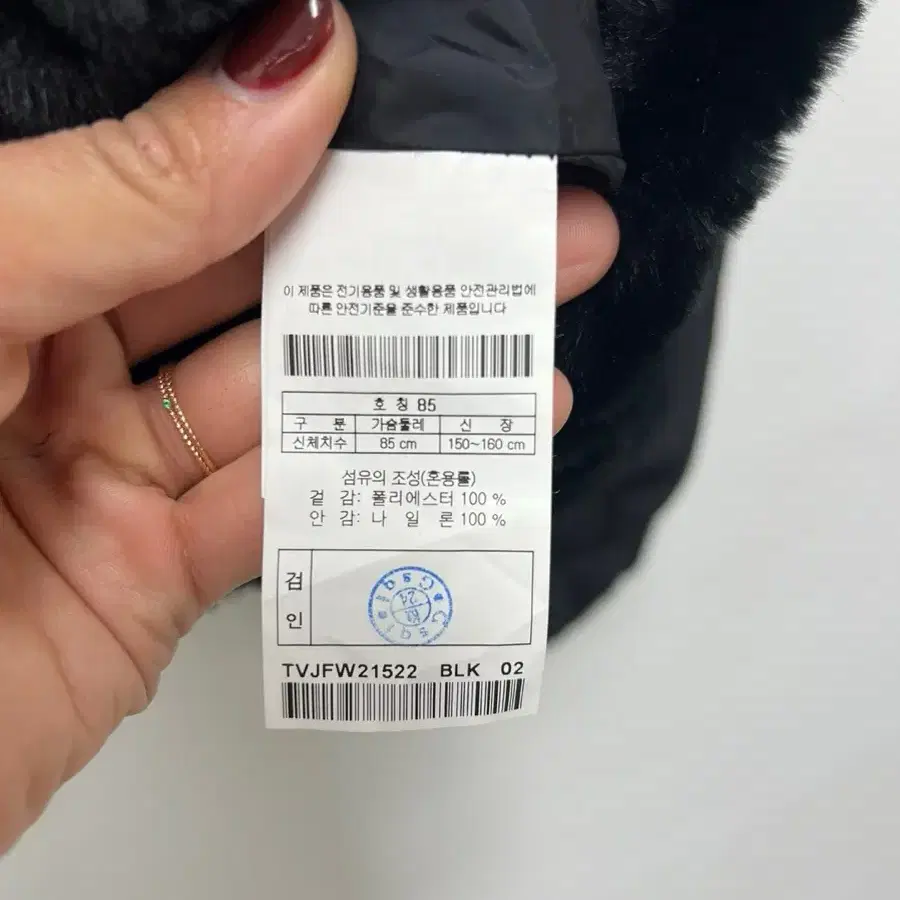 이 제품은 전기용품 및 생활용품 안전관리법에
따른 안전기준을 준수한 제품입니다
호 칭 85
구 분 가슴둘레 신 장
신체치수 85 cm 150~160 cm
섬유의 조성(혼용률)
겉 감: 폴리에스터 100 %
안 감: 나 일 론 100 %
검
인
TVJFW21522 BLK 02